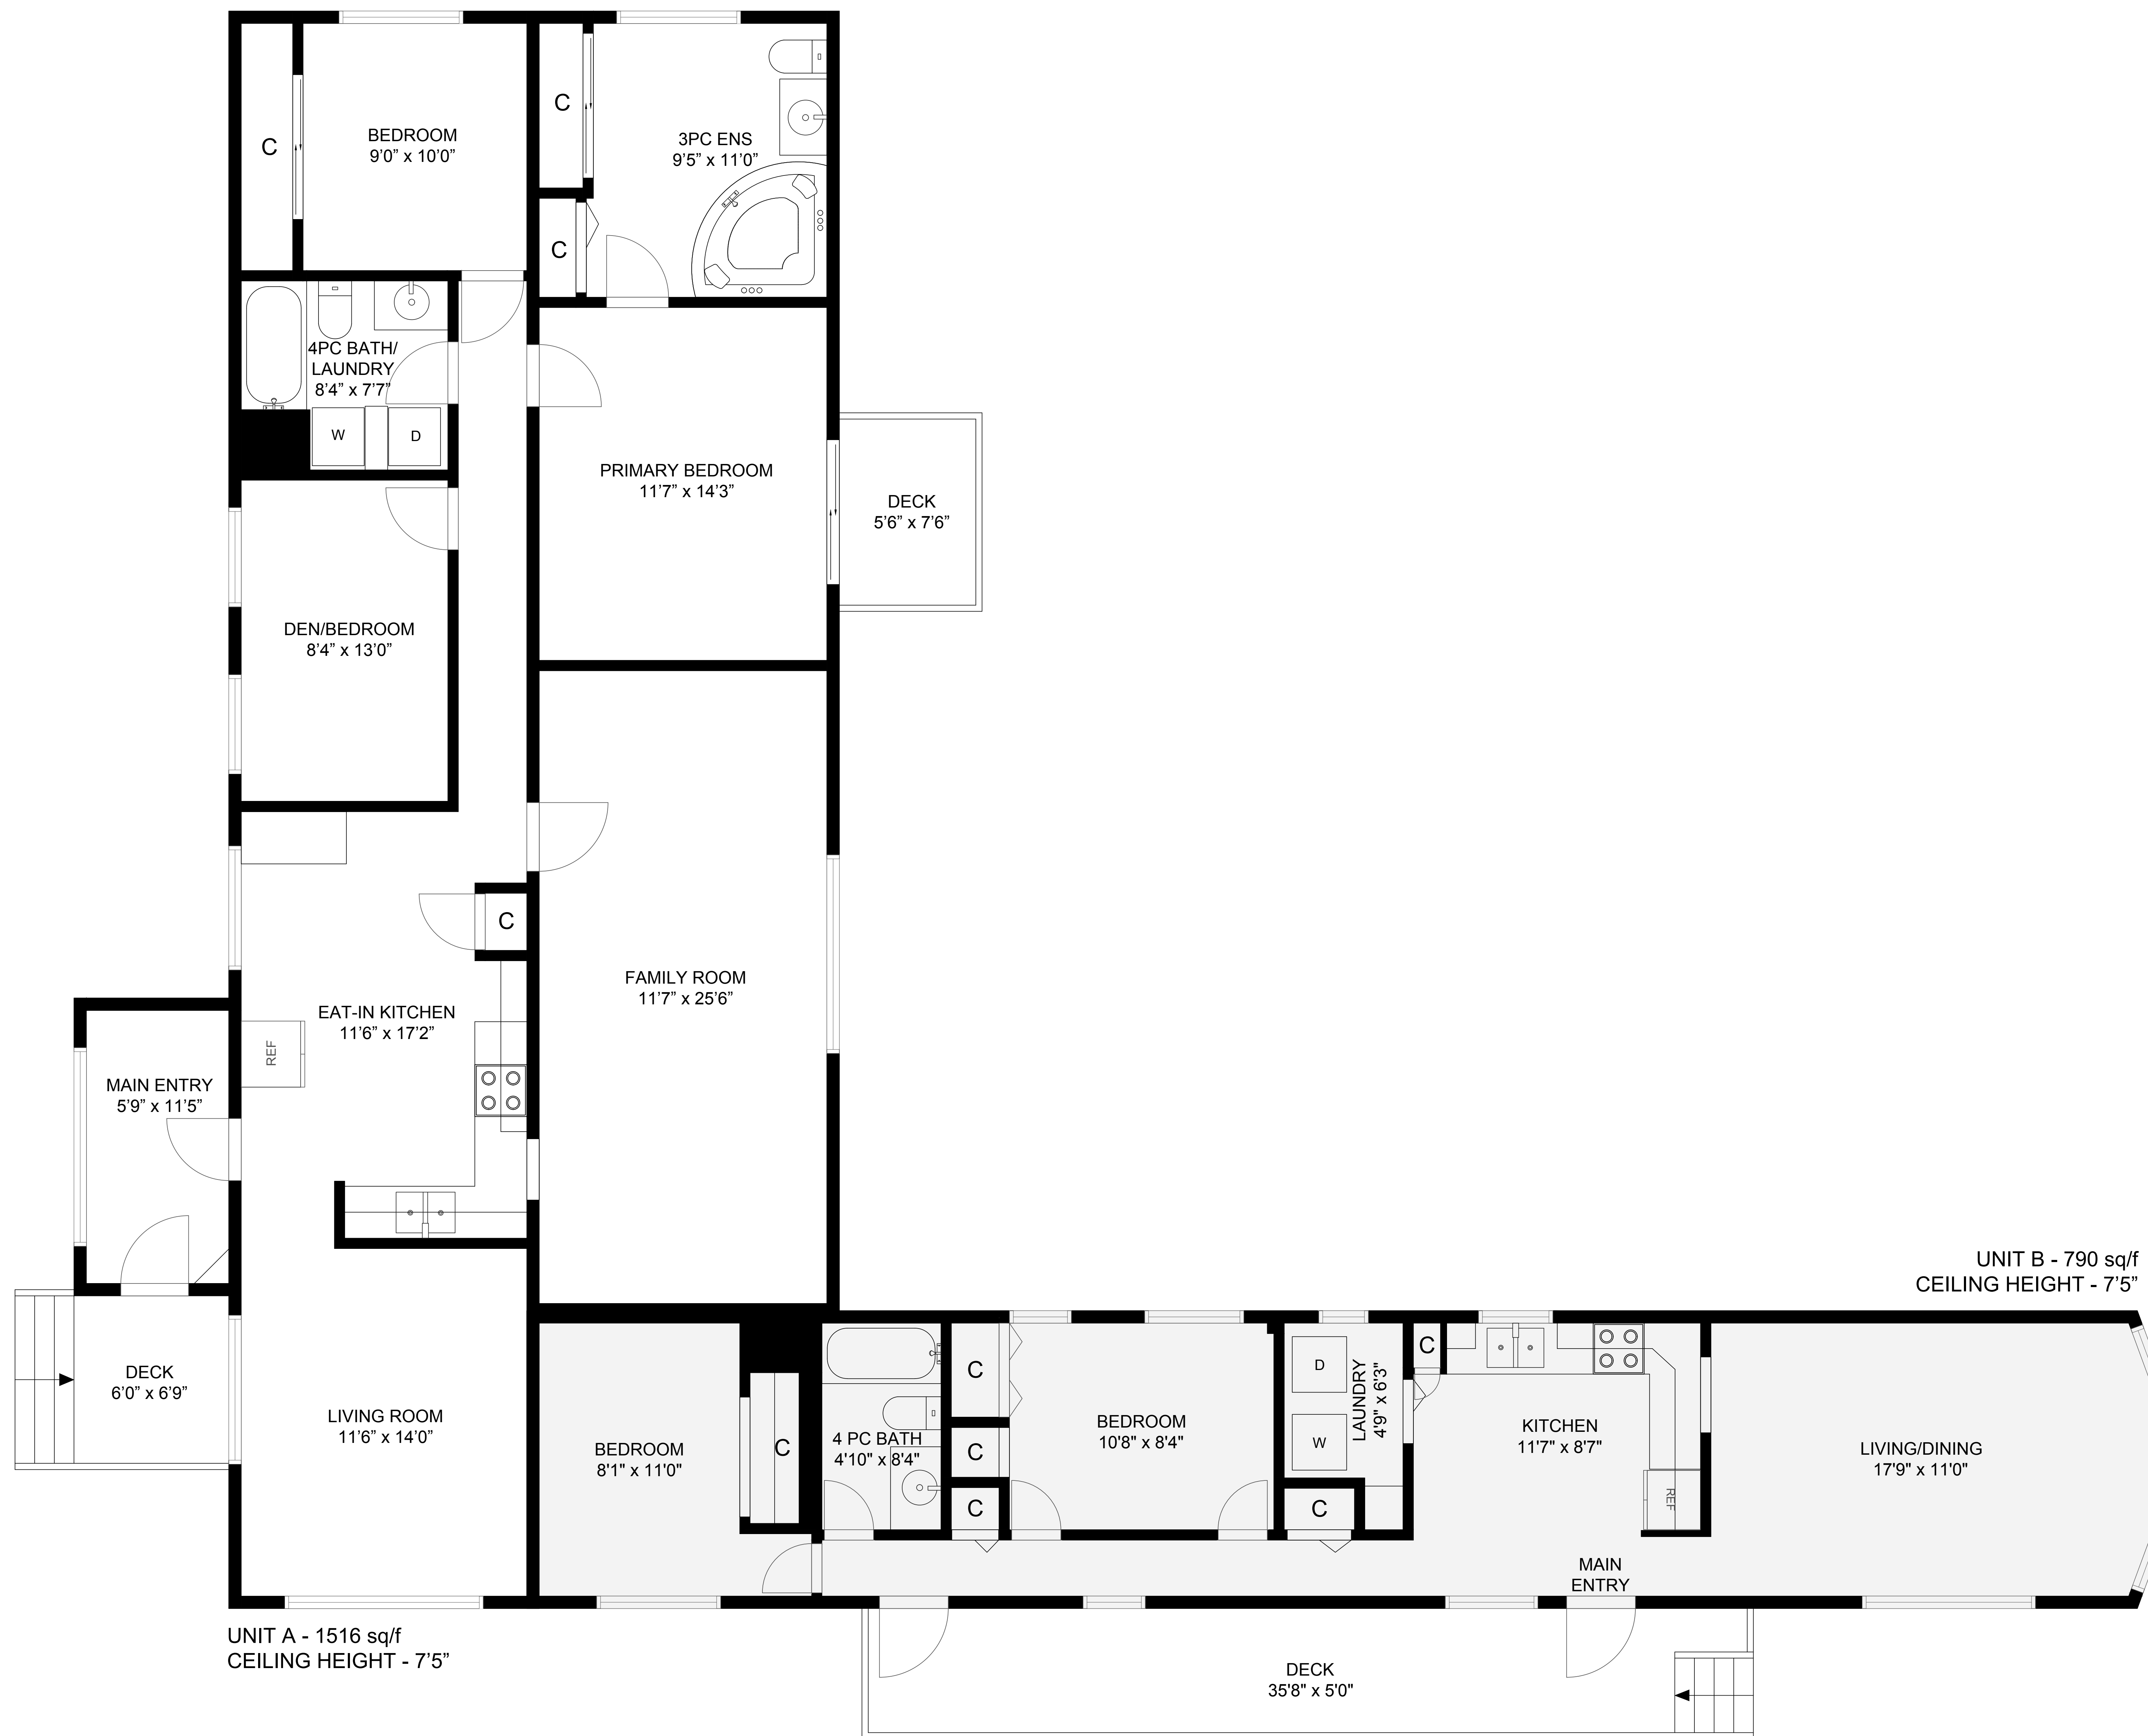 C
BEDROOM
9’0” x 10’0”
C
3PC ENS
9’5” x 11’0”
C
4PC BATH/
LAUNDRY
8’4” x 7’7”
W
D
PRIMARY BEDROOM
11’7” x 14’3”
DECK
5’6” x 7’6”
DEN/BEDROOM
8’4” x 13’0”
C
FAMILY ROOM
11’7” x 25’6”
EAT-IN KITCHEN
11’6” x 17’2”
REF
MAIN ENTRY
5’9” x 11’5”
DECK
6’0” x 6’9”
LIVING ROOM
11’6” x 14’0”
UNIT A - 1516 sq/f
CEILING HEIGHT - 7’5”
UNIT B - 790 sq/f
CEILING HEIGHT - 7’5”
BEDROOM
8'1" x 11'0"
C
4 PC BATH
4'10" x 8'4"
C
C
C
BEDROOM
10'8" x 8'4"
D
W
LAUNDRY
4'9" x 6'3"
C
C
KITCHEN
11'7" x 8'7"
REF
LIVING/DINING
17'9" x 11'0"
MAIN
ENTRY
DECK
35'8" x 5'0"